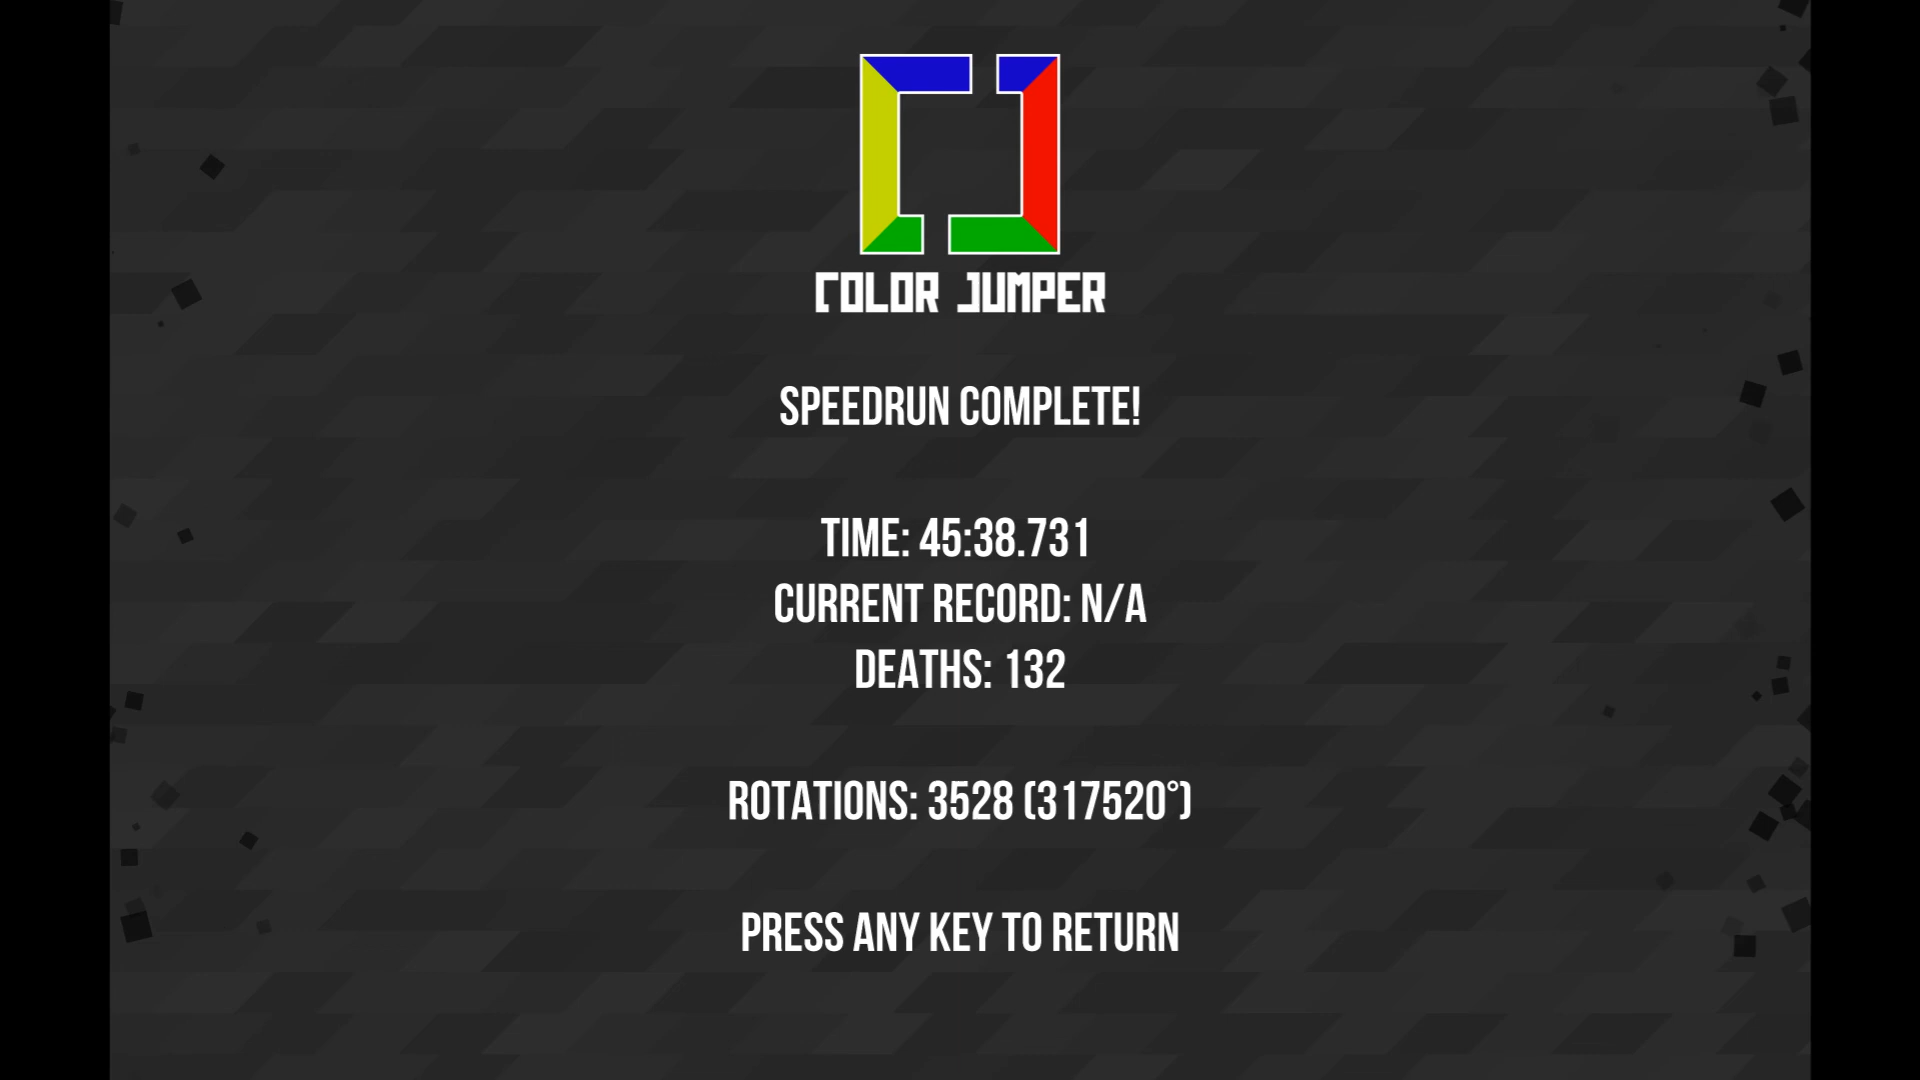 COLOR JUMPER
SPEEDRUN COMPLETE!
TIME: 45:38.731
CURRENT RECORD: N/A
DEATHS: 132
ROTATIONS: 3528 (317520°)
PRESS ANY KEY TO RETURN